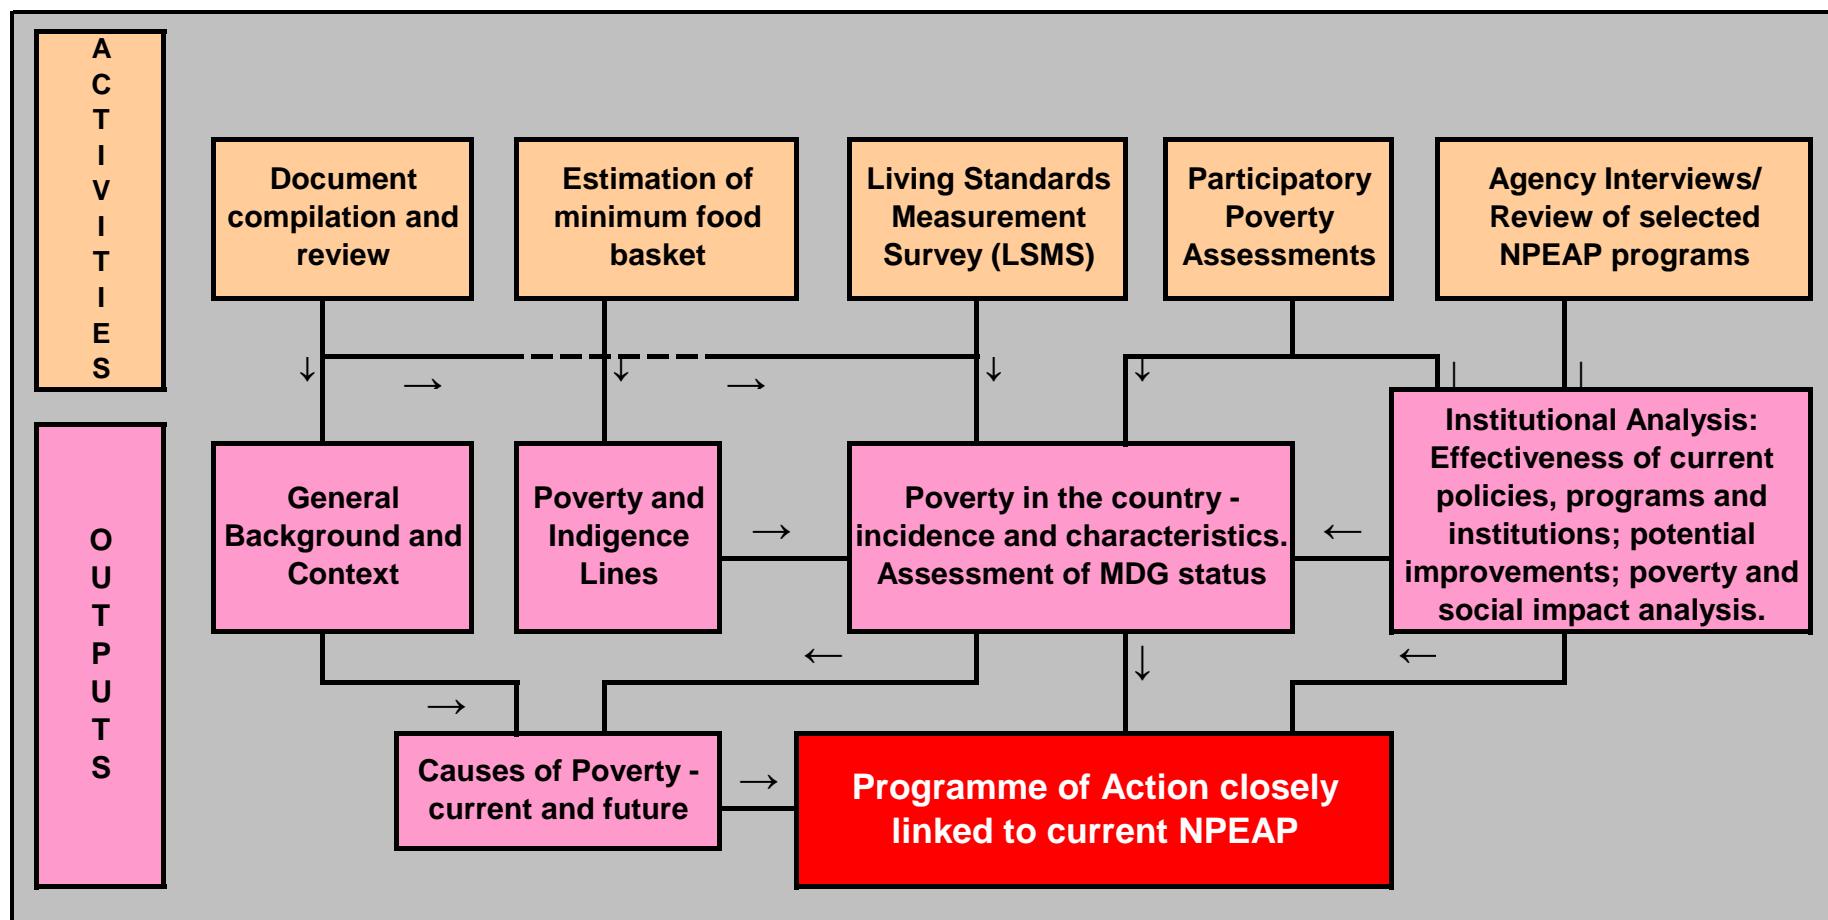 A
C
T
I
V
I
T
I
E
S
Document
compilation and
review
Estimation of
minimum food
basket
Living Standards
Measurement
Survey (LSMS)
Participatory
Poverty
Assessments
Agency Interviews/
Review of selected
NPEAP programs
O
U
T
P
U
T
S
General
Background and
Context
Poverty and
Indigence
Lines
Poverty in the country -
incidence and characteristics.
Assessment of MDG status
Institutional Analysis:
Effectiveness of current
policies, programs and
institutions; potential
improvements; poverty and
social impact analysis.
Causes of Poverty -
current and future
Programme of Action closely
linked to current NPEAP